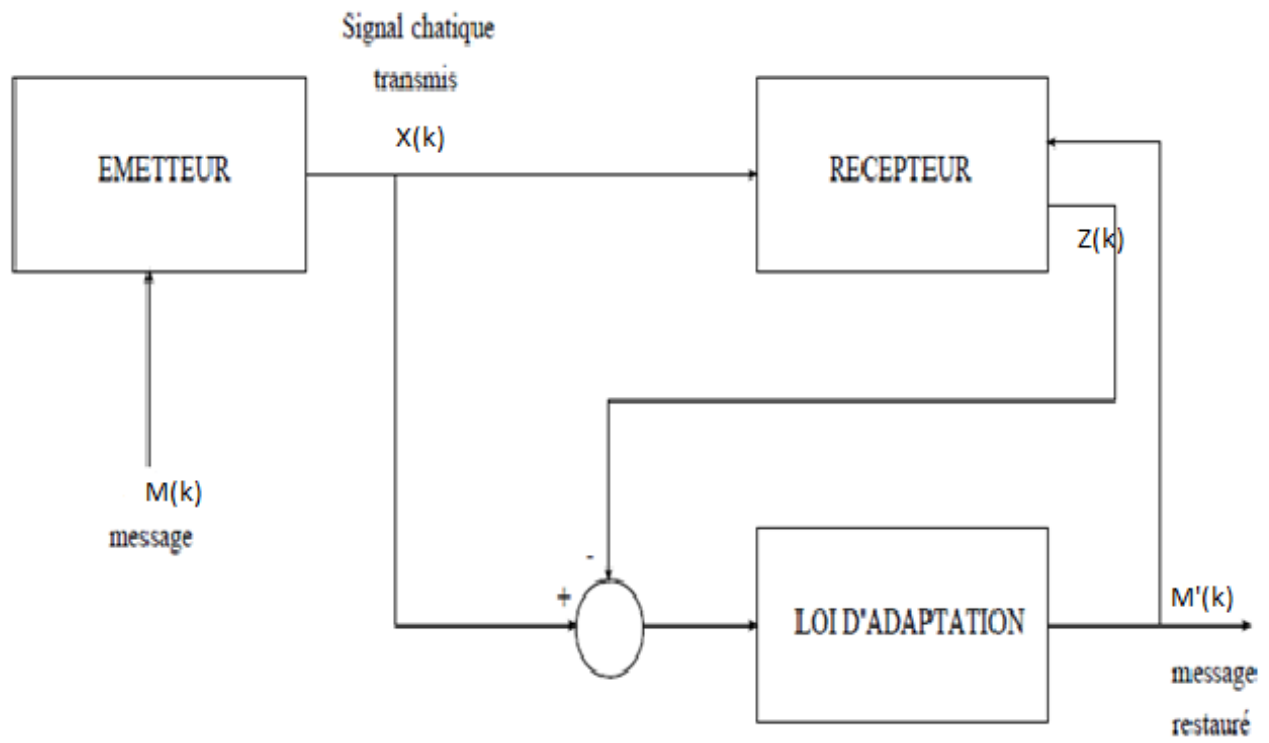 Signal chatique
transmis
X(k)
EMETTEUR
RECEPTEUR
Z(k)
M(k)
message
-
+
LOI D'ADAPTATION
M'(k)
message
restauré